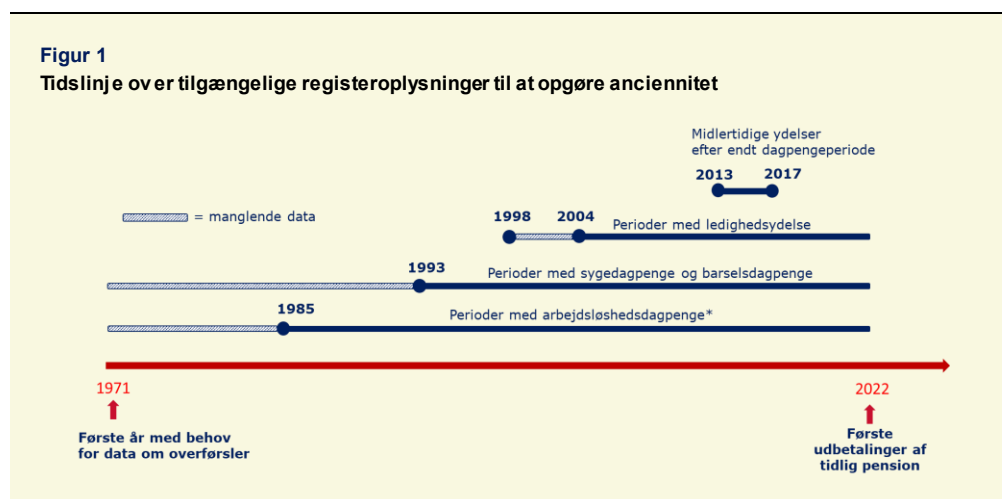 Figur 1
Tidslinje over tilgængelige registeroplysninger til at opgøre anciennitet
Midlertidige ydelser
efter endt dagpengeperiode
2013 2017
= manglende data
1998 2004
Perioder med ledighedsydelse
1993
Perioder med sygedagpenge og barselsdagpenge
1985
Perioder med arbejdsløshedsdagpenge*
1971 2022
Første år med behov
for data om overførsler
Første
udbetalinger af
tidlig pension